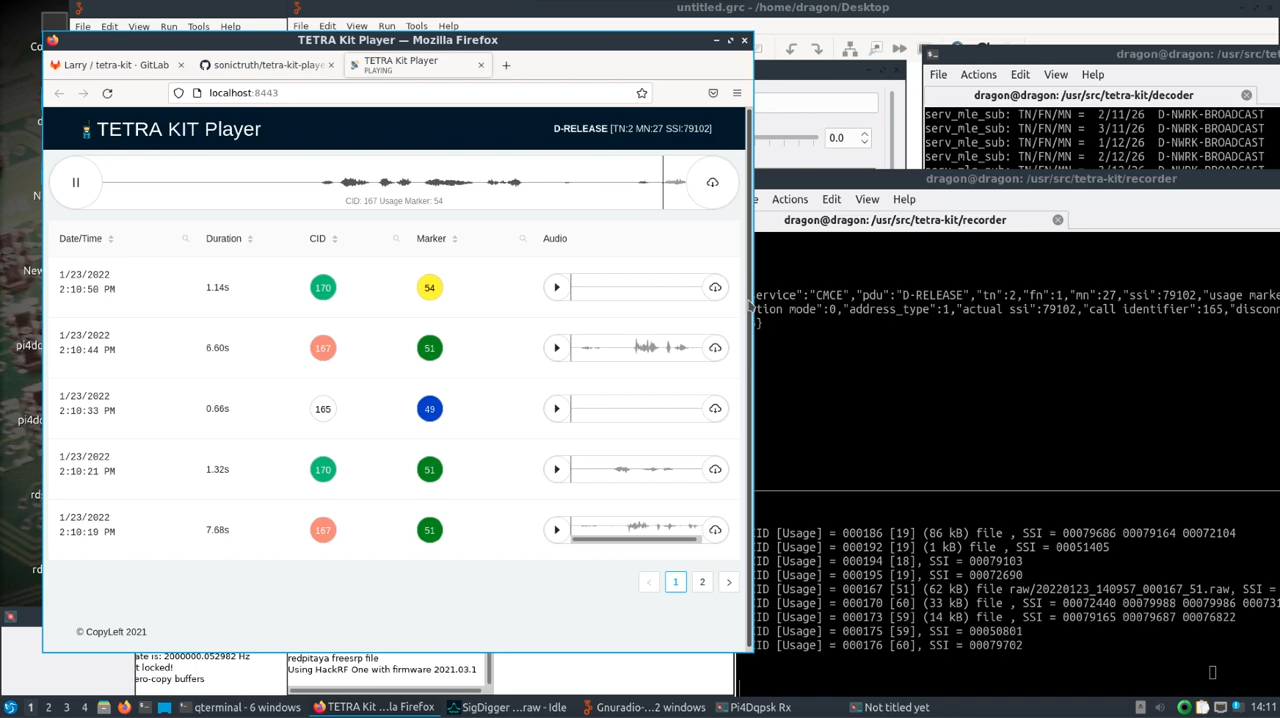 untitled.grc - /home/dragon/Desktop
File Edit View Run Tools Help
File Edit View Run Tools Help
TETRA Kit Player — Mozilla Firefox
Larry / tetra-kit · GitLab
sonictruth/tetra-kit-playe
TETRA Kit Player
PLAYING
localhost:8443
TETRA KIT Player
D-RELEASE [TN:2 MN:27 SSI:79102]
CID: 167 Usage Marker: 54
Date/Time Duration CID Marker Audio
1/23/2022
2:10:50 PM
1.14s 170 54
1/23/2022
2:10:44 PM
6.60s 167 51
1/23/2022
2:10:33 PM
0.66s 165 49
1/23/2022
2:10:21 PM
1.32s 170 51
1/23/2022
2:10:19 PM
7.68s 167 51
1 2
© CopyLeft 2021
0.0
dragon@dragon: /usr/src/tet
File Actions Edit View Help
dragon@dragon: /usr/src/tetra-kit/decoder
serv_mle_sub: TN/FN/MN = 2/11/26 D-NWRK-BROADCAST
serv_mle_sub: TN/FN/MN = 3/11/26 D-NWRK-BROADCAST
serv_mle_sub: TN/FN/MN = 1/12/26 D-NWRK-BROADCAST
serv_mle_sub: TN/FN/MN = 2/12/26 D-NWRK-BROADCAST
dragon@dragon: /usr/src/tetra-kit/recorder
Actions Edit View Help
dragon@dragon: /usr/src/tetra-kit/recorder
ervice":"CMCE","pdu":"D-RELEASE","tn":2,"fn":1,"mn":27,"ssi":79102,"usage marke
tion mode":0,"address_type":1,"actual ssi":79102,"call identifier":165,"disconn
}
ID [Usage] = 000186 [19] (86 kB) file , SSI = 00079686 00079164 00072104
ID [Usage] = 000192 [19] (1 kB) file , SSI = 00051405
ID [Usage] = 000194 [18], SSI = 00079103
ID [Usage] = 000195 [19], SSI = 00072690
ID [Usage] = 000167 [51] (62 kB) file raw/20220123_140957_000167_51.raw, SSI =
ID [Usage] = 000170 [60] (33 kB) file , SSI = 00072440 00079988 00079986 000731
ID [Usage] = 000173 [59] (14 kB) file , SSI = 00079165 00079687 00076822
ID [Usage] = 000175 [59], SSI = 00050801
ID [Usage] = 000176 [60], SSI = 00079702
Co
New
pi4dq
pi4d
rds
rd
ate is: 2000000.052982 Hz
t locked!
ero-copy buffers
redpitaya freesrp file
Using HackRF One with firmware 2021.03.1
1 2 3 4
qterminal - 6 windows
TETRA Kit ...la Firefox
SigDigger ...raw - Idle
Gnuradio-...2 windows
Pi4Dqpsk Rx
Not titled yet
14:11